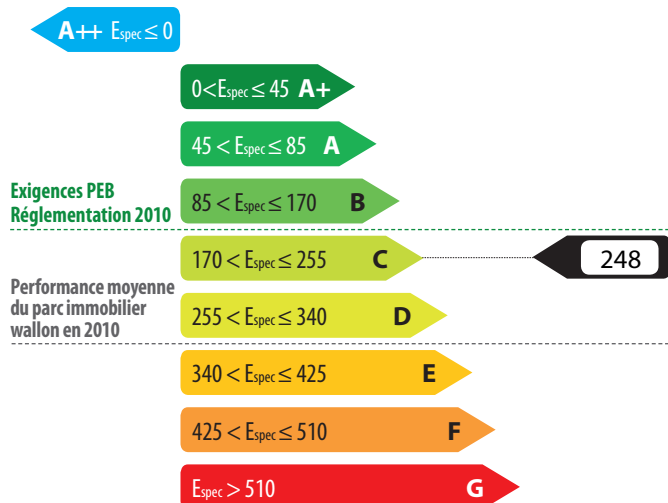 A++ Espec ≤ 0
0<Espec ≤ 45 A+
45 < Espec ≤ 85 A
Exigences PEB
Réglementation 2010
85 < Espec ≤ 170 B
170 < Espec ≤ 255 C
248
Performance moyenne
du parc immobilier
wallon en 2010
255 < Espec ≤ 340 D
340 < Espec ≤ 425 E
425 < Espec ≤ 510 F
Espec > 510 G